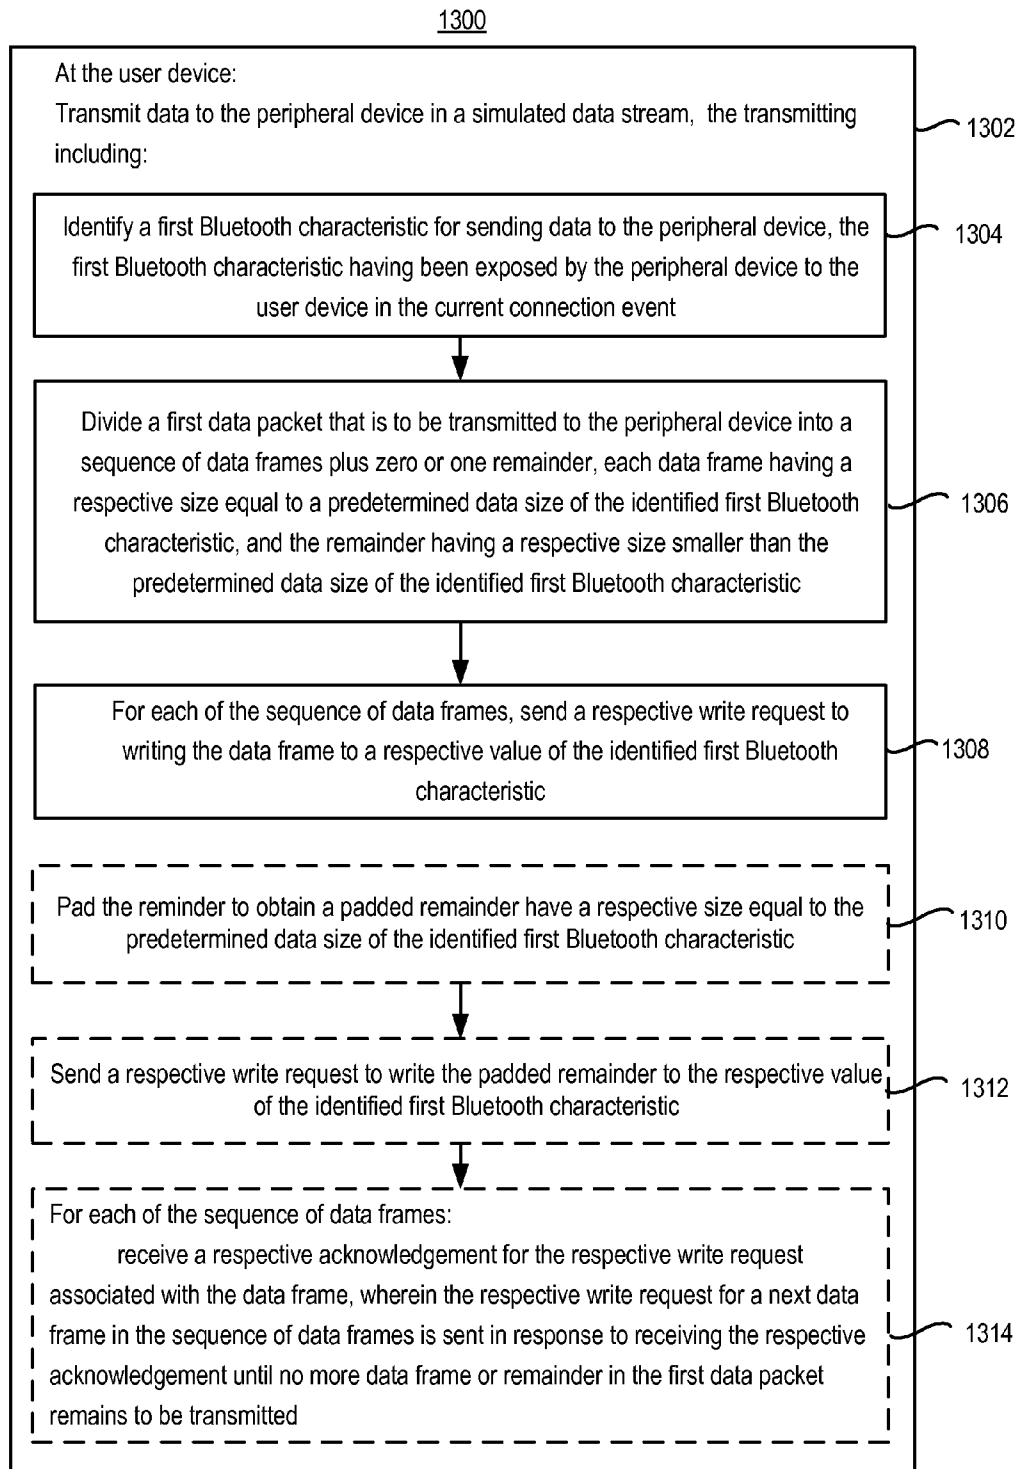 1300
At the user device:
Transmit data to the peripheral device in a simulated data stream, the transmitting
including:
1302
Identify a first Bluetooth characteristic for sending data to the peripheral device, the
first Bluetooth characteristic having been exposed by the peripheral device to the
user device in the current connection event
1304
Divide a first data packet that is to be transmitted to the peripheral device into a
sequence of data frames plus zero or one remainder, each data frame having a
respective size equal to a predetermined data size of the identified first Bluetooth
characteristic, and the remainder having a respective size smaller than the
predetermined data size of the identified first Bluetooth characteristic
1306
For each of the sequence of data frames, send a respective write request to
writing the data frame to a respective value of the identified first Bluetooth
characteristic
1308
Pad the reminder to obtain a padded remainder have a respective size equal to the
predetermined data size of the identified first Bluetooth characteristic
1310
Send a respective write request to write the padded remainder to the respective value
of the identified first Bluetooth characteristic
1312
For each of the sequence of data frames:
receive a respective acknowledgement for the respective write request
associated with the data frame, wherein the respective write request for a next data
frame in the sequence of data frames is sent in response to receiving the respective
acknowledgement until no more data frame or remainder in the first data packet
remains to be transmitted
1314